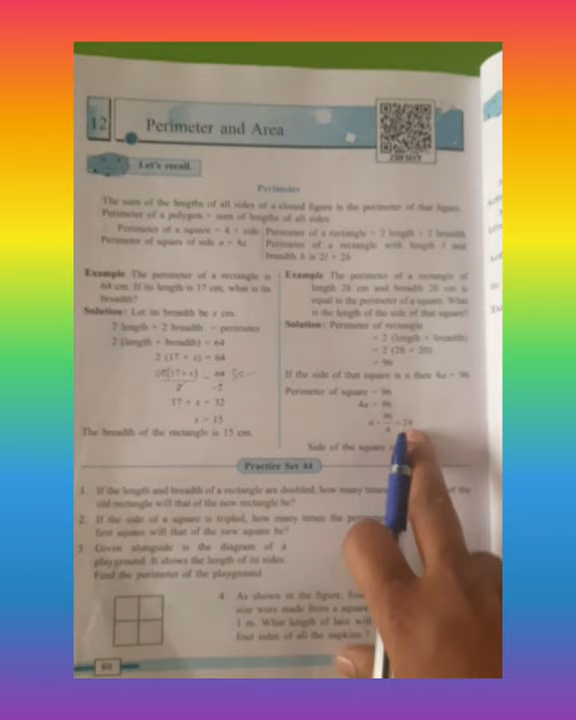 12
Perimeter and Area
Let's recall.
Perimeter
The sum of the lengths of all sides of a closed figure is the perimeter of that figure.
Perimeter of a polygon = sum of lengths of all sides
Perimeter of a square = 4 × side
Perimeter of square of side a = 4a
Perimeter of a rectangle = 2 length + 2 breadth
Perimeter of a rectangle with length l and
breadth b is 2l + 2b
Example The perimeter of a rectangle is
64 cm. If its length is 17 cm, what is its
breadth?
Solution : Let its breadth be x cm.
2 length + 2 breadth = perimeter
2 (length + breadth) = 64
2 (17 + x) = 64
17 + x = 32
x = 15
The breadth of the rectangle is 15 cm.
Example The perimeter of a rectangle of
length 28 cm and breadth 20 cm is
equal to the perimeter of a square. What
is the length of the side of that square?
Solution : Perimeter of rectangle
= 2 (length + breadth)
= 2 (28 + 20)
= 96
If the side of that square is a then 4a = 96
Perimeter of square = 96
4a = 96
a = 96/4 = 24
Side of the square
Practice Set 44
1. If the length and breadth of a rectangle are doubled, how many times of the
old rectangle will that of the new rectangle be?
2. If the side of a square is tripled, how many times the
first square will that of the new square be?
3. Given alongside is the diagram of a
playground. It shows the length of its sides.
Find the perimeter of the playground
4. As shown in the figure, four
size were made from a square
1 m. What length of lace will
four sides of all the napkins ?
60